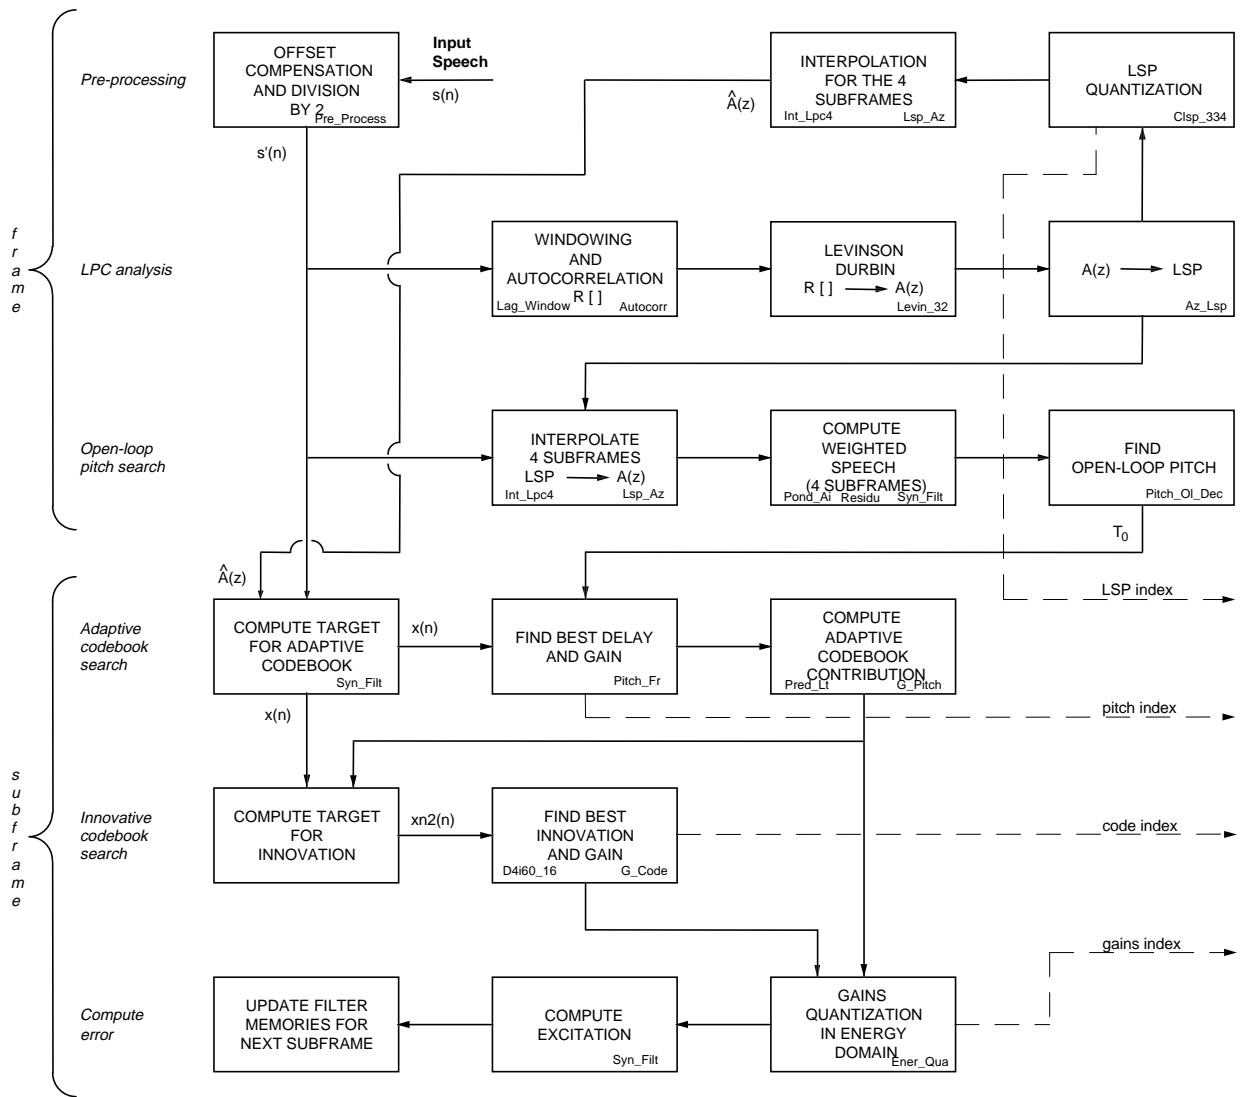 Pre-processing
OFFSET
COMPENSATION
AND DIVISION
BY 2
Pre_Process
Input
Speech
s(n)
Â(z)
INTERPOLATION
FOR THE 4
SUBFRAMES
Int_Lpc4 Lsp_Az
LSP
QUANTIZATION
Clsp_334
s'(n)
frame
LPC analysis
WINDOWING
AND
AUTOCORRELATION
R [ ]
Lag_Window Autocorr
LEVINSON
DURBIN
R [ ] A(z)
Levin_32
A(z) LSP
Az_Lsp
Open-loop
pitch search
INTERPOLATE
4 SUBFRAMES
LSP A(z)
Int_Lpc4 Lsp_Az
COMPUTE
WEIGHTED
SPEECH
(4 SUBFRAMES)
Pond_Ai Residu Syn_Filt
FIND
OPEN-LOOP PITCH
Pitch_Ol_Dec
T0
Â(z)
LSP index
Adaptive
codebook
search
COMPUTE TARGET
FOR ADAPTIVE
CODEBOOK
Syn_Filt
x(n)
FIND BEST DELAY
AND GAIN
Pitch_Fr
COMPUTE
ADAPTIVE
CODEBOOK
CONTRIBUTION
Pred_Lt G_Pitch
x(n)
pitch index
subframe
Innovative
codebook
search
COMPUTE TARGET
FOR
INNOVATION
xn2(n)
FIND BEST
INNOVATION
AND GAIN
D4i60_16 G_Code
code index
gains index
Compute
error
UPDATE FILTER
MEMORIES FOR
NEXT SUBFRAME
COMPUTE
EXCITATION
Syn_Filt
GAINS
QUANTIZATION
IN ENERGY
DOMAIN
Ener_Qua